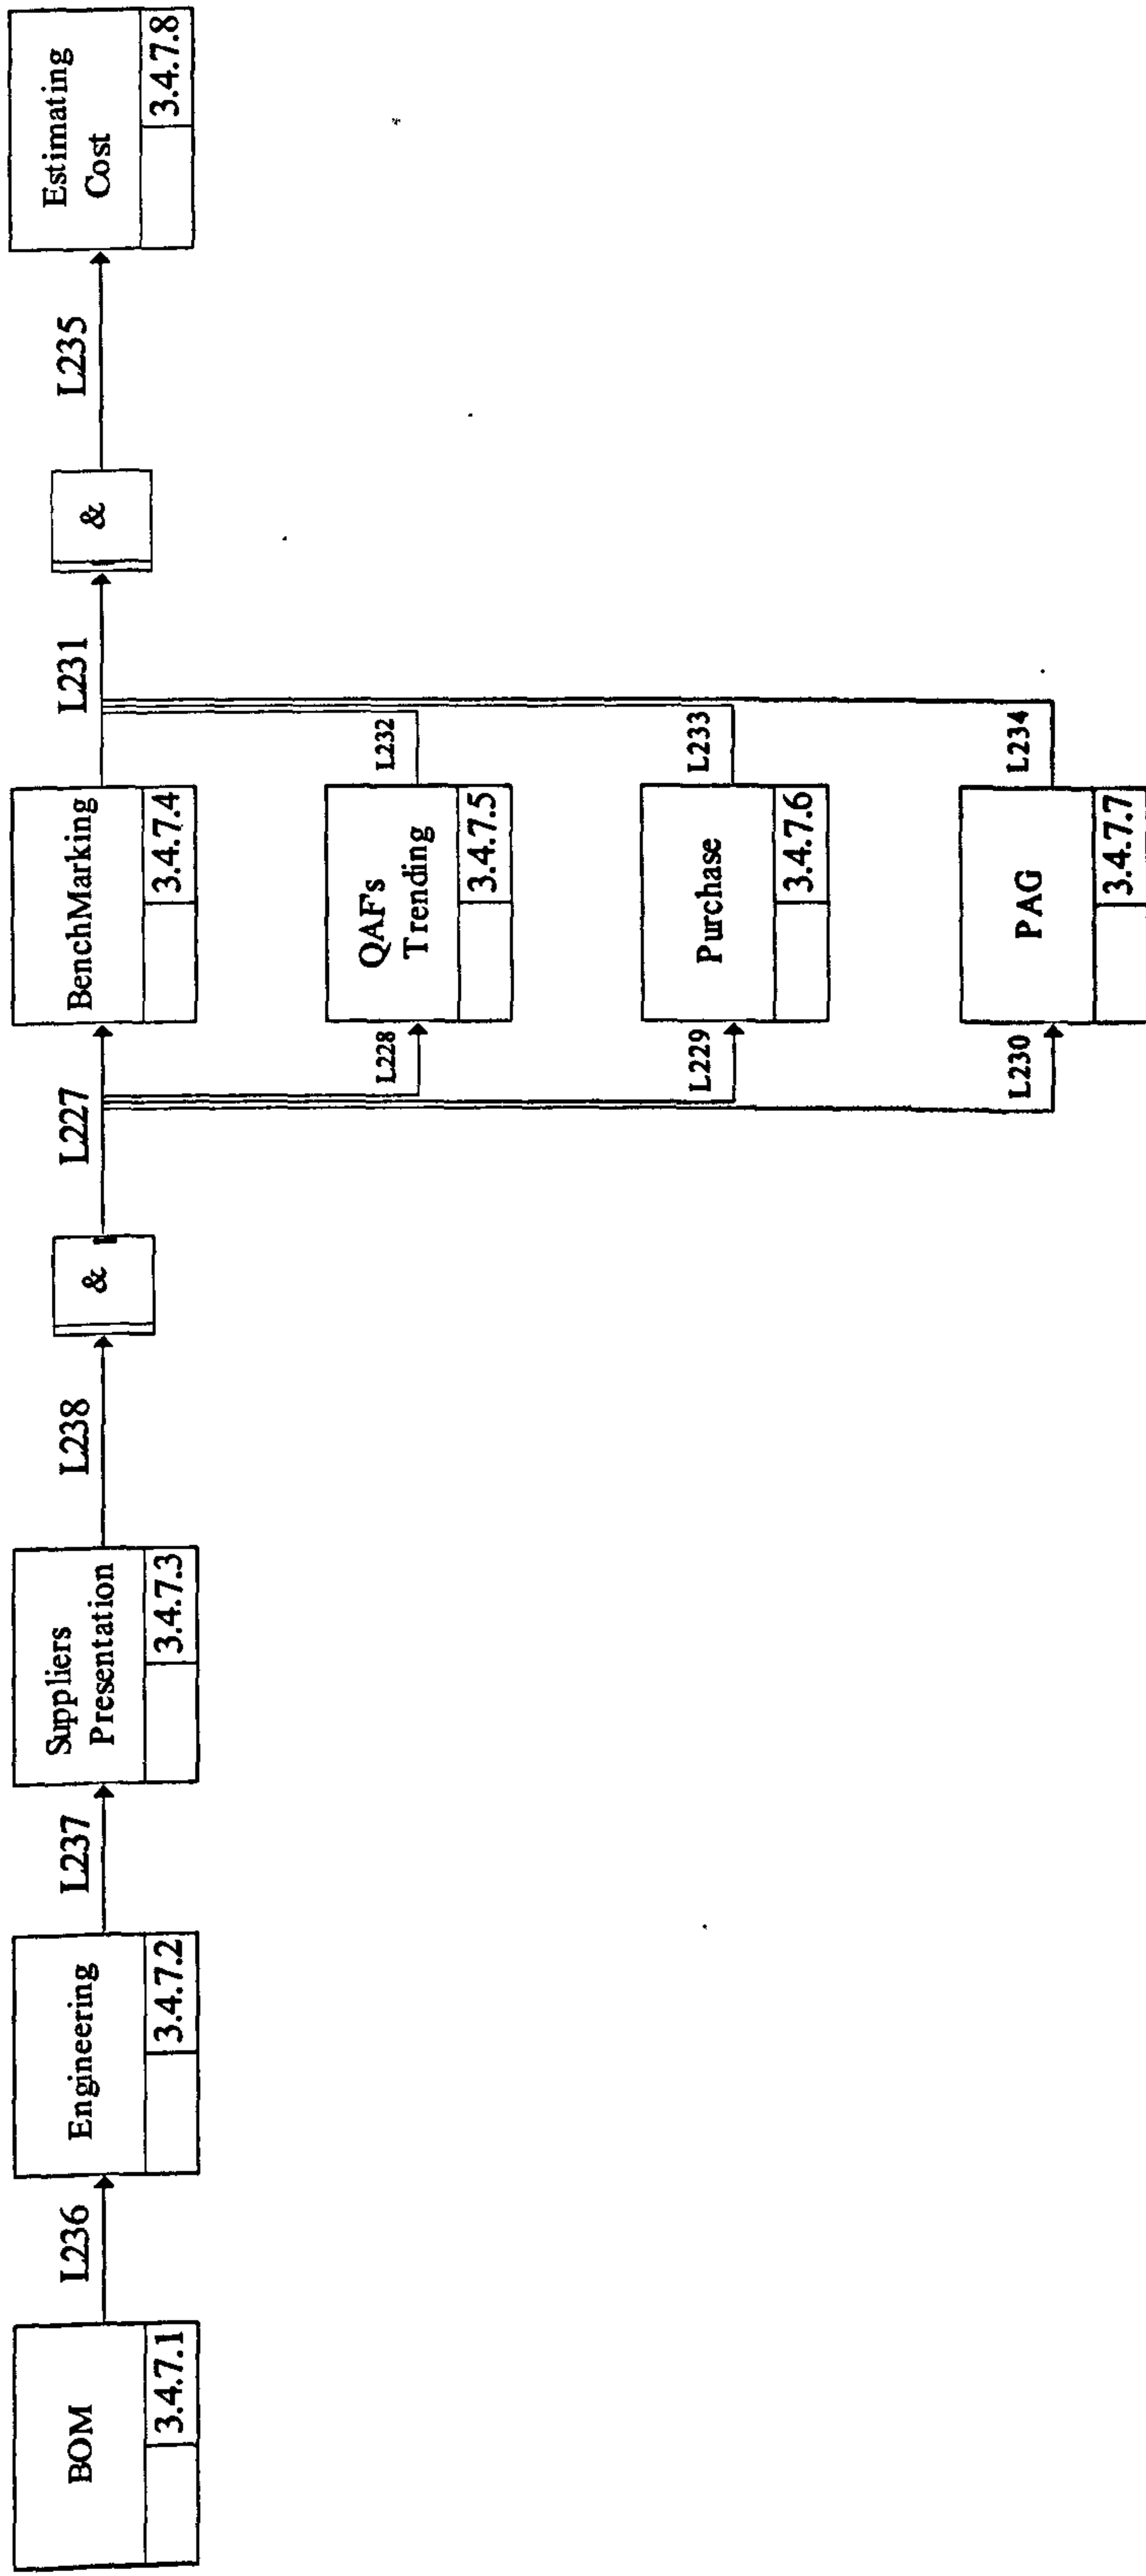 BOM
3.4.7.1
L236
Engineering
3.4.7.2
L237
Suppliers
Presentation
3.4.7.3
L238
&
L227
BenchMarking
3.4.7.4
L231
&
L235
Estimating
Cost
3.4.7.8
L228
QAF's
Trending
3.4.7.5
L232
L229
Purchase
3.4.7.6
L233
L230
PAG
3.4.7.7
L234